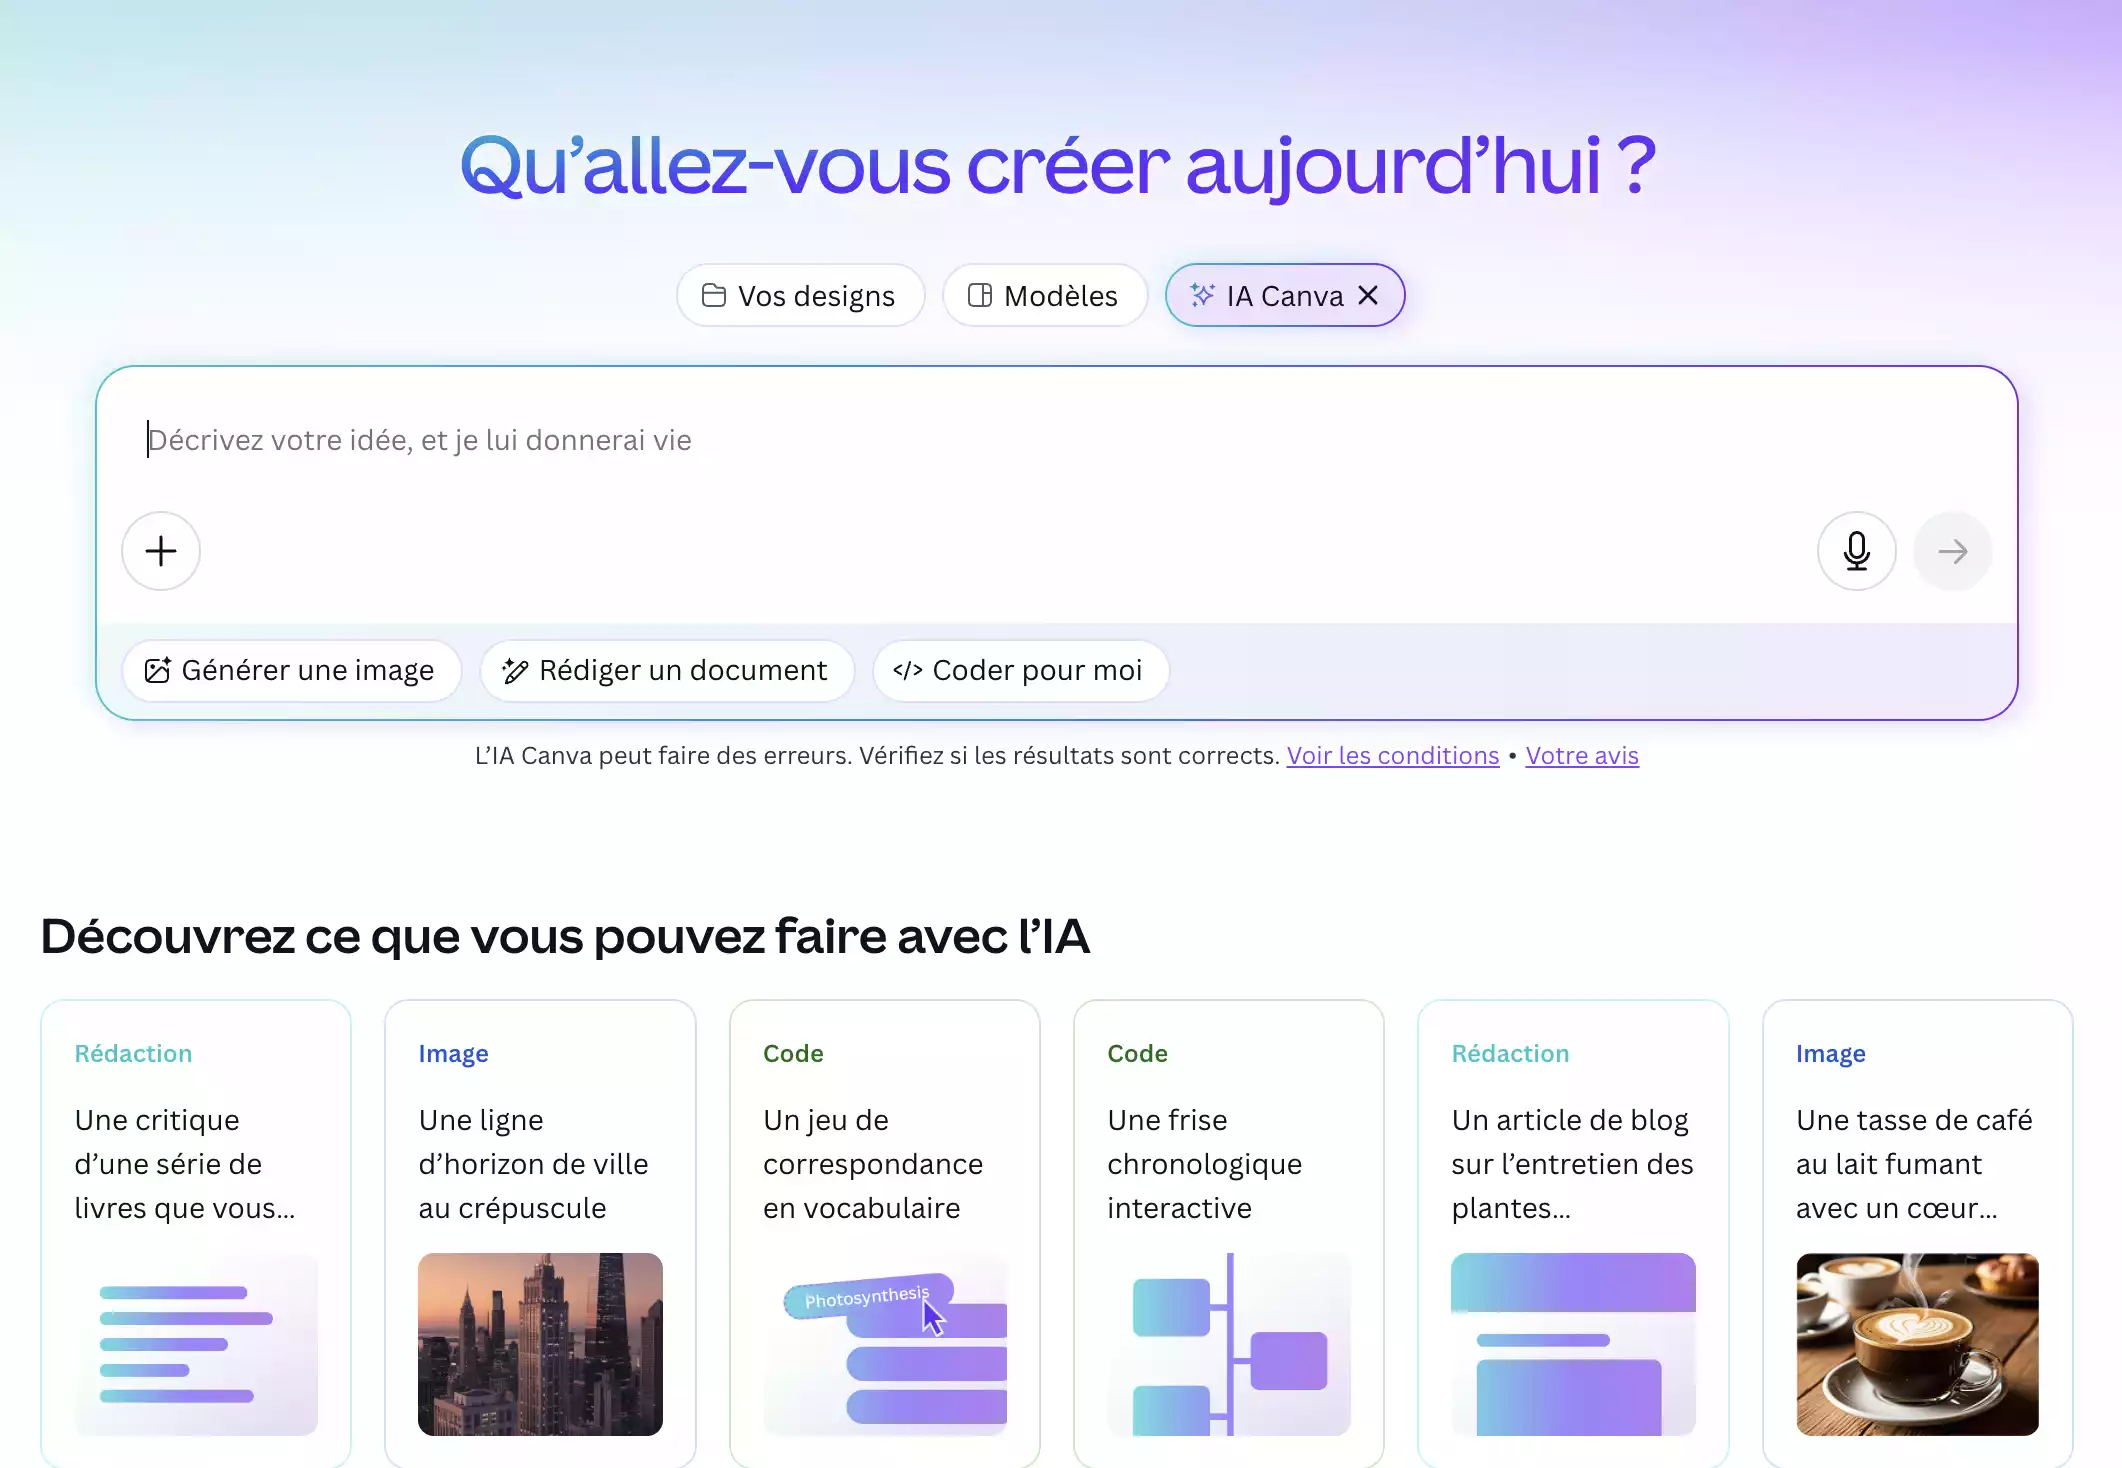 Qu’allez-vous créer aujourd’hui ?
Vos designs
Modèles
IA Canva
Décrivez votre idée, et je lui donnerai vie
Générer une image
Rédiger un document
</> Coder pour moi
L’IA Canva peut faire des erreurs. Vérifiez si les résultats sont corrects. Voir les conditions • Votre avis
Découvrez ce que vous pouvez faire avec l’IA
Rédaction
Une critique
d’une série de
livres que vous...
Image
Une ligne
d’horizon de ville
au crépuscule
Code
Un jeu de
correspondance
en vocabulaire
Photosynthesis
Code
Une frise
chronologique
interactive
Rédaction
Un article de blog
sur l’entretien des
plantes...
Image
Une tasse de café
au lait fumant
avec un cœur...